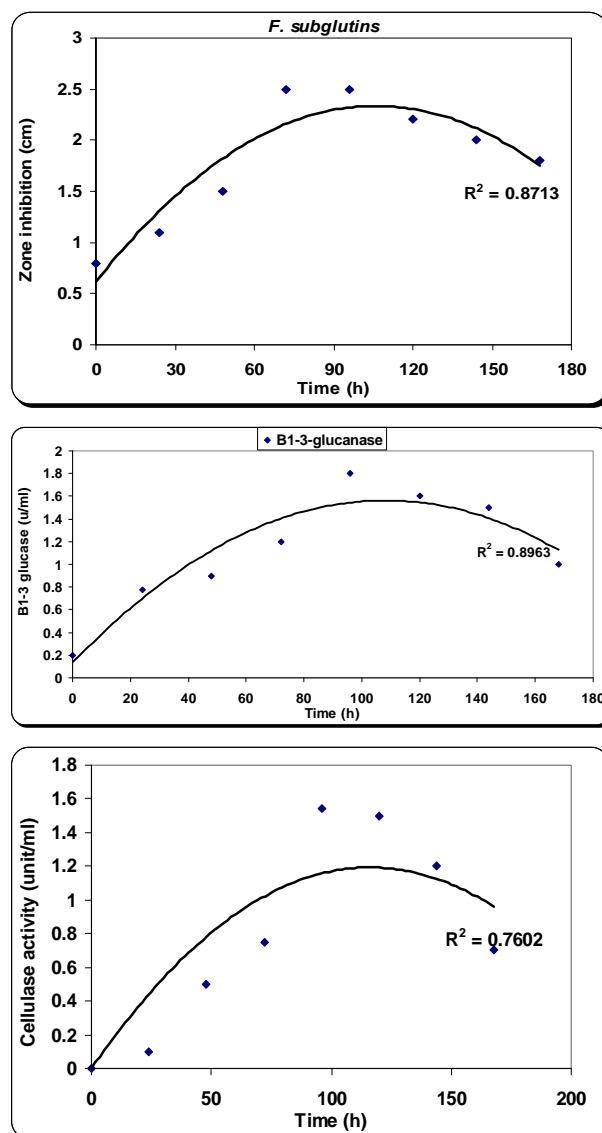 F. subglutins
Zone inhibition (cm)
3
2.5
2
1.5
1
0.5
0
R² = 0.8713
0 30 60 90 120 150 180
Time (h)
B1-3-glucanase
B1-3 glucase (u/ml)
2
1.8
1.6
1.4
1.2
1
0.8
0.6
0.4
0.2
0
R² = 0.8963
0 20 40 60 80 100 120 140 160 180
Time (h)
Cellulase activity (unit/ml)
1.8
1.6
1.4
1.2
1
0.8
0.6
0.4
0.2
0
R² = 0.7602
0 50 100 150 200
Time (h)